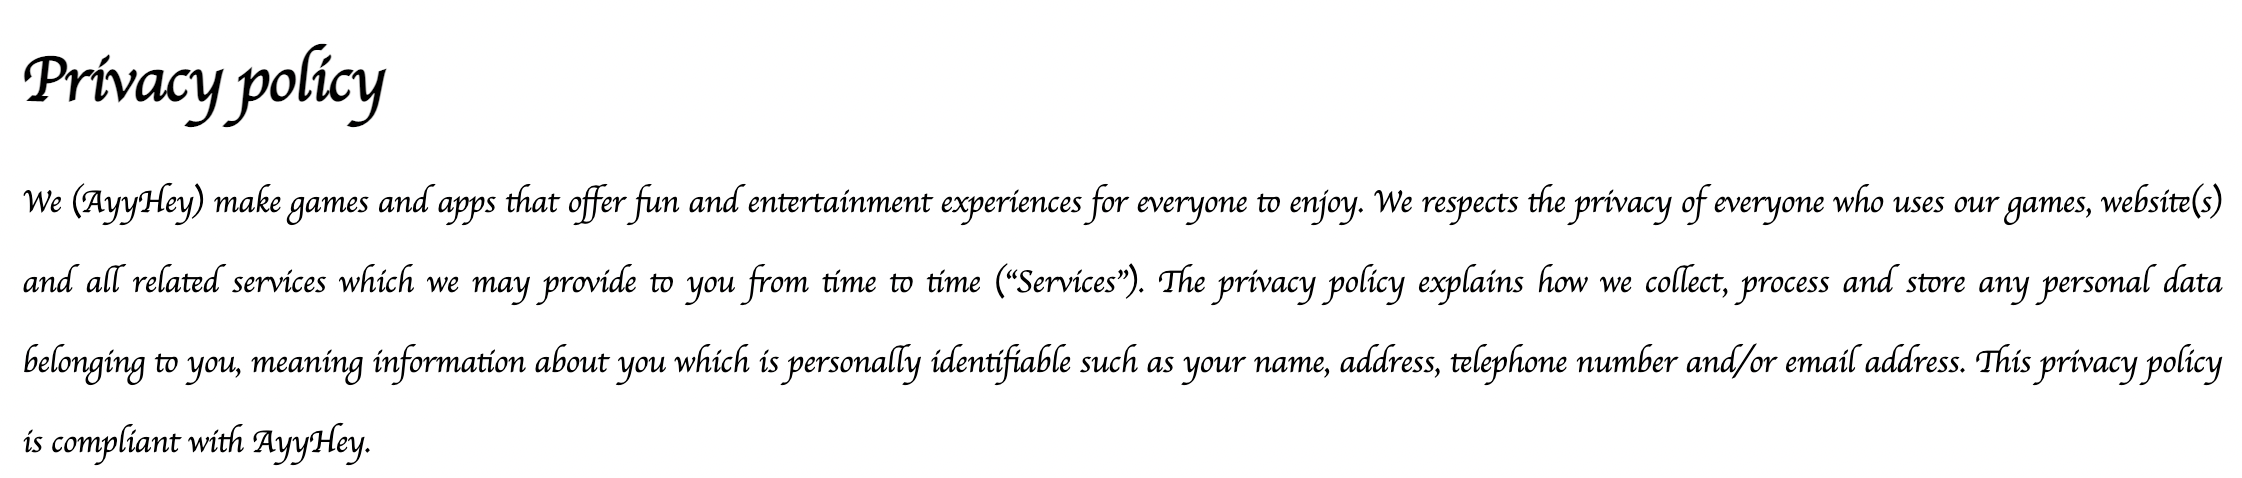 Privacy policy
We (AyyHey) make games and apps that offer fun and entertainment experiences for everyone to enjoy. We respects the privacy of everyone who uses our games, website(s)
and all related services which we may provide to you from time to time (“Services”). The privacy policy explains how we collect, process and store any personal data
belonging to you, meaning information about you which is personally identifiable such as your name, address, telephone number and/or email address. This privacy policy
is compliant with AyyHey.